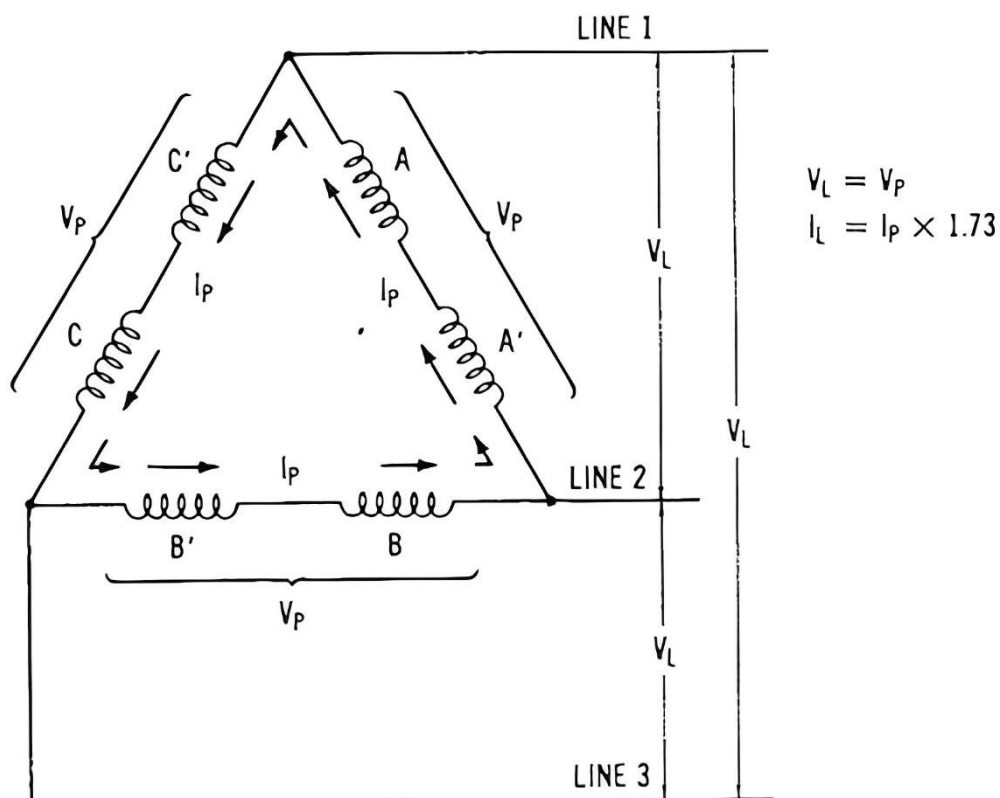 LINE 1
C'
A
V_L = V_P
V_P
V_P
I_L = I_P × 1.73
V_L
I_P
I_P
C
A'
V_L
I_P
LINE 2
B'
B
V_P
V_L
LINE 3